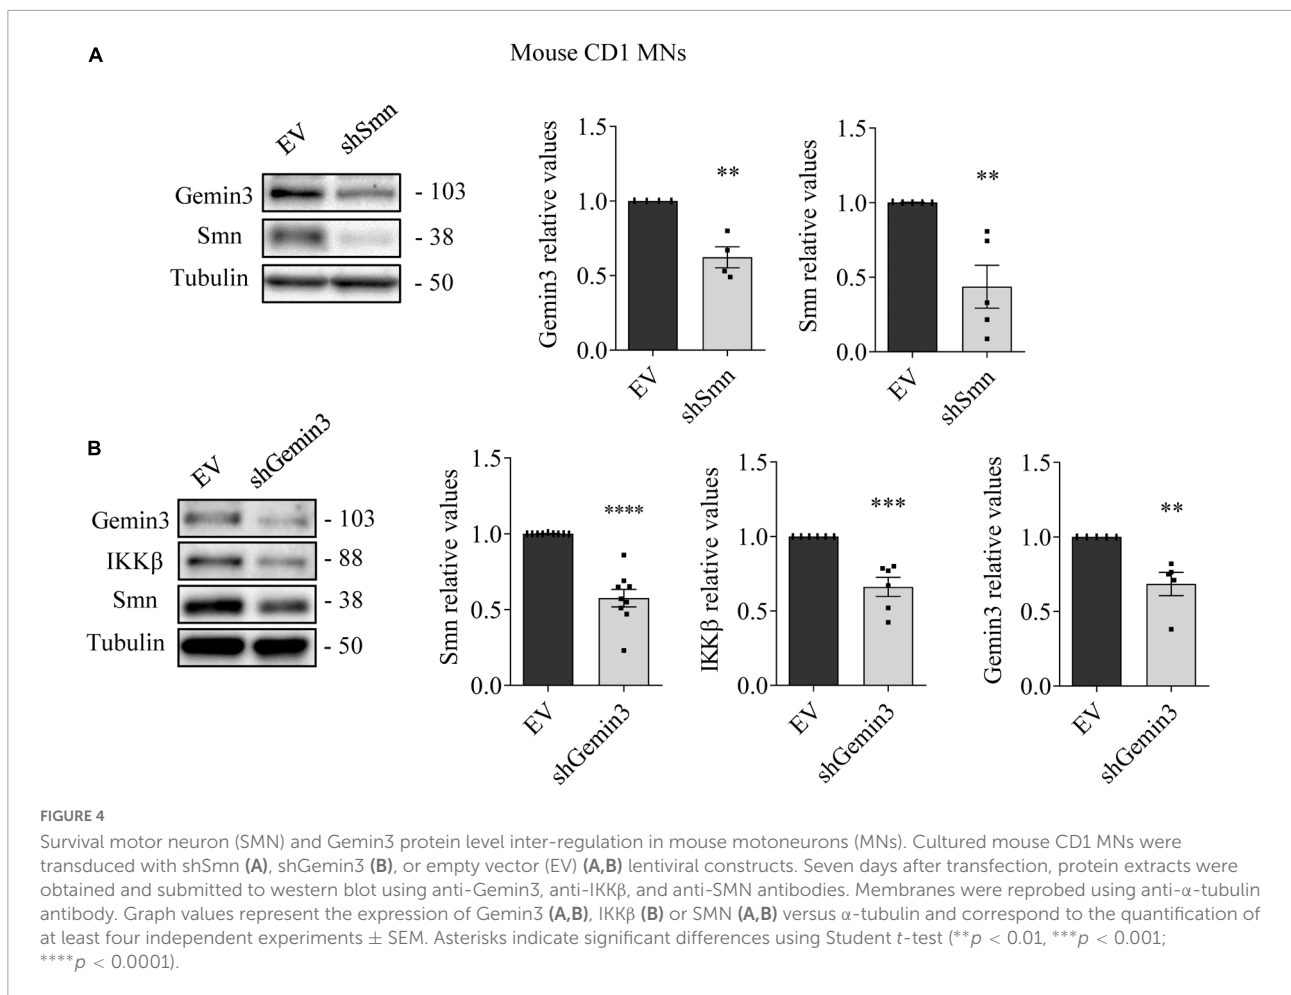 A
Mouse CD1 MNs
EV
shSmn
Gemin3
- 103
Smn
- 38
Tubulin
- 50
Gemin3 relative values
1.5
1.0
0.5
0.0
**
EV
shSmn
Smn relative values
1.5
1.0
0.5
0.0
**
EV
shSmn
B
EV
shGemin3
Gemin3
- 103
IKKβ
- 88
Smn
- 38
Tubulin
- 50
Smn relative values
1.5
1.0
0.5
0.0
****
EV
shGemin3
IKKβ relative values
1.5
1.0
0.5
0.0
***
EV
shGemin3
Gemin3 relative values
1.5
1.0
0.5
0.0
**
EV
shGemin3
FIGURE 4
Survival motor neuron (SMN) and Gemin3 protein level inter-regulation in mouse motoneurons (MNs). Cultured mouse CD1 MNs were
transduced with shSmn (A), shGemin3 (B), or empty vector (EV) (A,B) lentiviral constructs. Seven days after transfection, protein extracts were
obtained and submitted to western blot using anti-Gemin3, anti-IKKβ, and anti-SMN antibodies. Membranes were reprobed using anti-α-tubulin
antibody. Graph values represent the expression of Gemin3 (A,B), IKKβ (B) or SMN (A,B) versus α-tubulin and correspond to the quantification of
at least four independent experiments ± SEM. Asterisks indicate significant differences using Student t-test (**p < 0.01, ***p < 0.001;
****p < 0.0001).